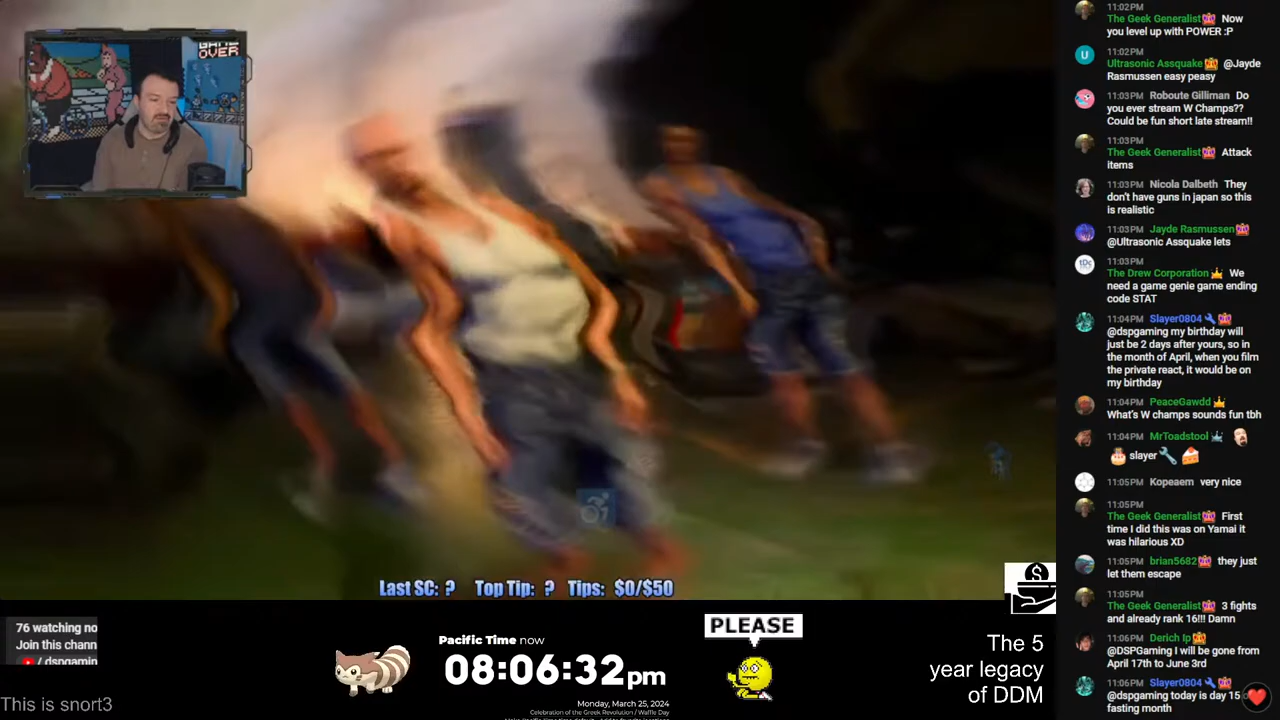 GAME
OVER
Last SC: ? Top Tip: ? Tips: $0/$50
76 watching no
Join this chann
/ dspgamin
This is snort3
Pacific Time now
08:06:32pm
Monday, March 25, 2024
Celebration of the Greek Revolution / Waffle Day
PLEASE
The 5
year legacy
of DDM
11:02PM
The Geek Generalist Now
you level up with POWER :P
11:02PM
Ultrasonic Assquake @Jayde
Rasmussen easy peasy
11:03PM Roboute Gilliman Do
you ever stream W Champs??
Could be fun short late stream!!
11:03PM
The Geek Generalist Attack
items
11:03PM Nicola Dalbeth They
don't have guns in japan so this
is realistic
11:03PM Jayde Rasmussen
@Ultrasonic Assquake lets
11:03PM
The Drew Corporation We
need a game genie game ending
code STAT
11:04PM Slayer0804
@dspgaming my birthday will
just be 2 days after yours, so in
the month of April, when you film
the private react, it would be on
my birthday
11:04PM PeaceGawdd
What's W champs sounds fun tbh
11:04PM MrToadstool
slayer
11:05PM Kopeaem very nice
11:05PM
The Geek Generalist First
time I did this was on Yamai it
was hilarious XD
11:05PM brian5682 they just
let them escape
11:05PM
The Geek Generalist 3 fights
and already rank 16!!! Damn
11:06PM Derich Ip
@DSPGaming I will be gone from
April 17th to June 3rd
11:06PM Slayer0804
@dspgaming today is day 15 o
fasting month